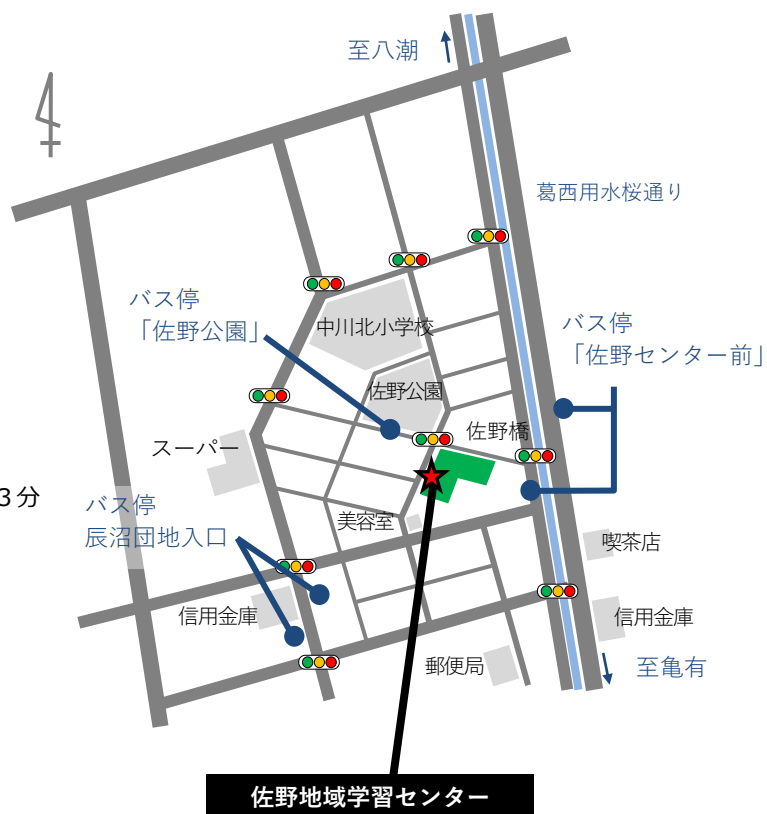 至八潮
葛西用水桜通り
バス停
「佐野公園」
中川北小学校
バス停
「佐野センター前」
佐野公園
佐野橋
スーパー
3分
バス停
辰沼団地入口
美容室
喫茶店
信用金庫
信用金庫
郵便局
至亀有
佐野地域学習センター